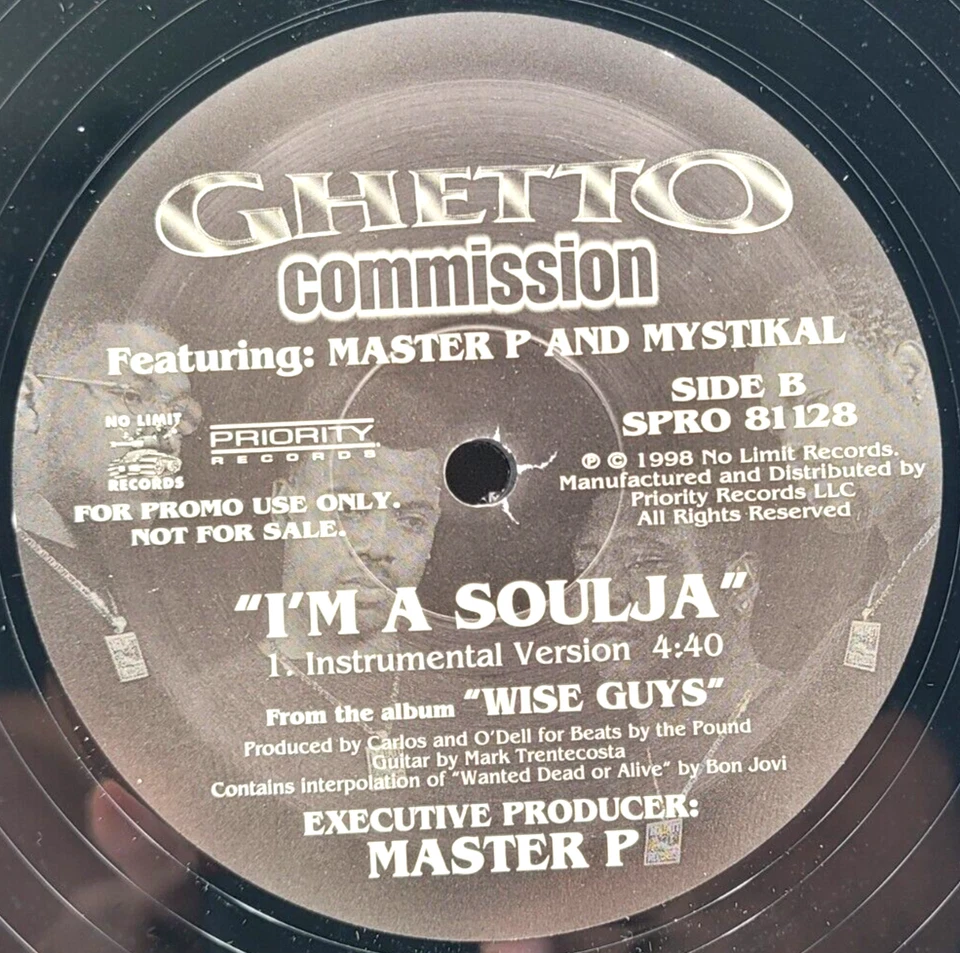 GHETTO
commission
Featuring: MASTER P AND MYSTIKAL
SIDE B
SPRO 81128
NO LIMIT
RECORDS
PRIORITY
RECORDS
℗ © 1998 No Limit Records.
Manufactured and Distributed by
Priority Records LLC
All Rights Reserved
FOR PROMO USE ONLY.
NOT FOR SALE.
"I'M A SOULJA"
1. Instrumental Version 4:40
From the album "WISE GUYS"
Produced by Carlos and O'Dell for Beats by the Pound
Guitar by Mark Trentecosta
Contains interpolation of "Wanted Dead or Alive" by Bon Jovi
EXECUTIVE PRODUCER:
MASTER P